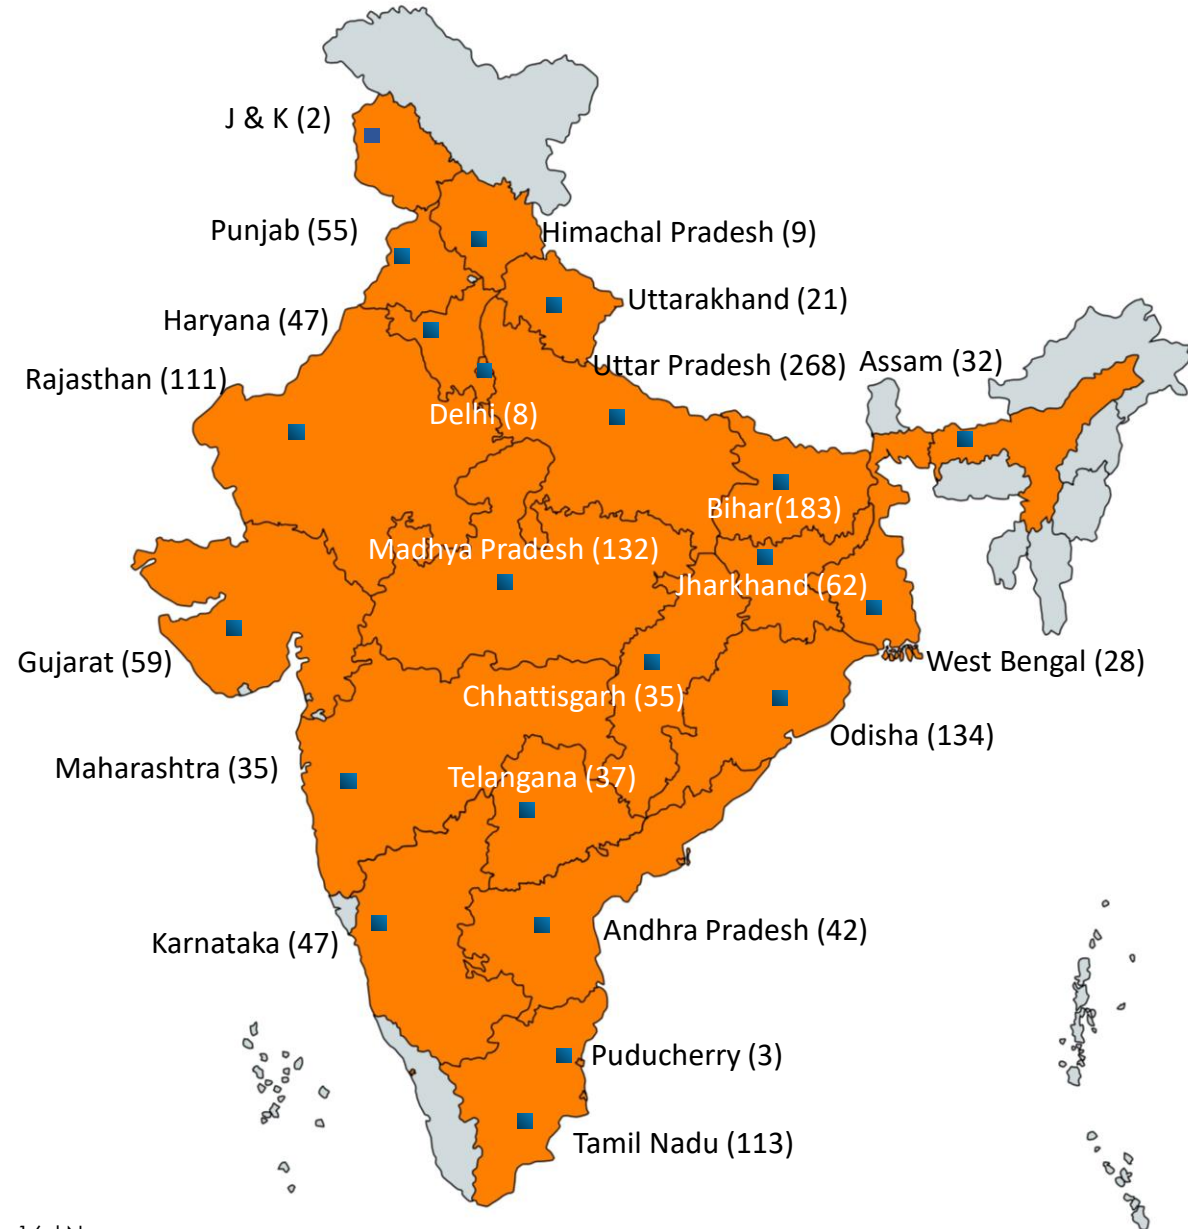 J & K (2)
Punjab (55)
Himachal Pradesh (9)
Uttarakhand (21)
Haryana (47)
Uttar Pradesh (268)
Assam (32)
Rajasthan (111)
Delhi (8)
Bihar(183)
Madhya Pradesh (132)
Jharkhand (62)
Gujarat (59)
West Bengal (28)
Chhattisgarh (35)
Odisha (134)
Maharashtra (35)
Telangana (37)
Andhra Pradesh (42)
Karnataka (47)
Puducherry (3)
Tamil Nadu (113)